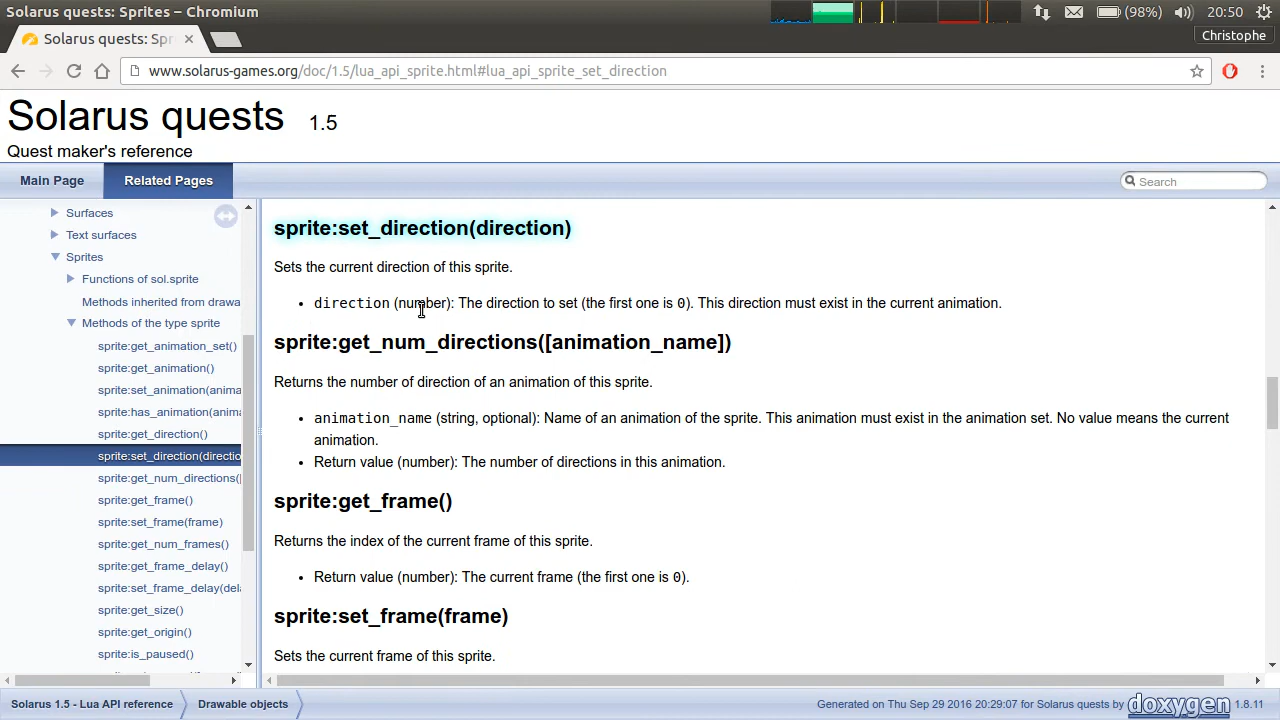 Solarus quests: Sprites – Chromium
(98%)
20:50
Solarus quests: Spr
Christophe
www.solarus-games.org/doc/1.5/lua_api_sprite.html#lua_api_sprite_set_direction
Solarus quests 1.5
Quest maker's reference
Main Page
Related Pages
Search
Surfaces
Text surfaces
Sprites
Functions of sol.sprite
Methods inherited from drawa
Methods of the type sprite
sprite:get_animation_set()
sprite:get_animation()
sprite:set_animation(anima
sprite:has_animation(anima
sprite:get_direction()
sprite:set_direction(directio
sprite:get_num_directions([
sprite:get_frame()
sprite:set_frame(frame)
sprite:get_num_frames()
sprite:get_frame_delay()
sprite:set_frame_delay(dela
sprite:get_size()
sprite:get_origin()
sprite:is_paused()
sprite:set_direction(direction)
Sets the current direction of this sprite.
• direction (number): The direction to set (the first one is 0). This direction must exist in the current animation.
sprite:get_num_directions([animation_name])
Returns the number of direction of an animation of this sprite.
• animation_name (string, optional): Name of an animation of the sprite. This animation must exist in the animation set. No value means the current
animation.
• Return value (number): The number of directions in this animation.
sprite:get_frame()
Returns the index of the current frame of this sprite.
• Return value (number): The current frame (the first one is 0).
sprite:set_frame(frame)
Sets the current frame of this sprite.
Solarus 1.5 - Lua API reference
Drawable objects
Generated on Thu Sep 29 2016 20:29:07 for Solarus quests by doxygen 1.8.11